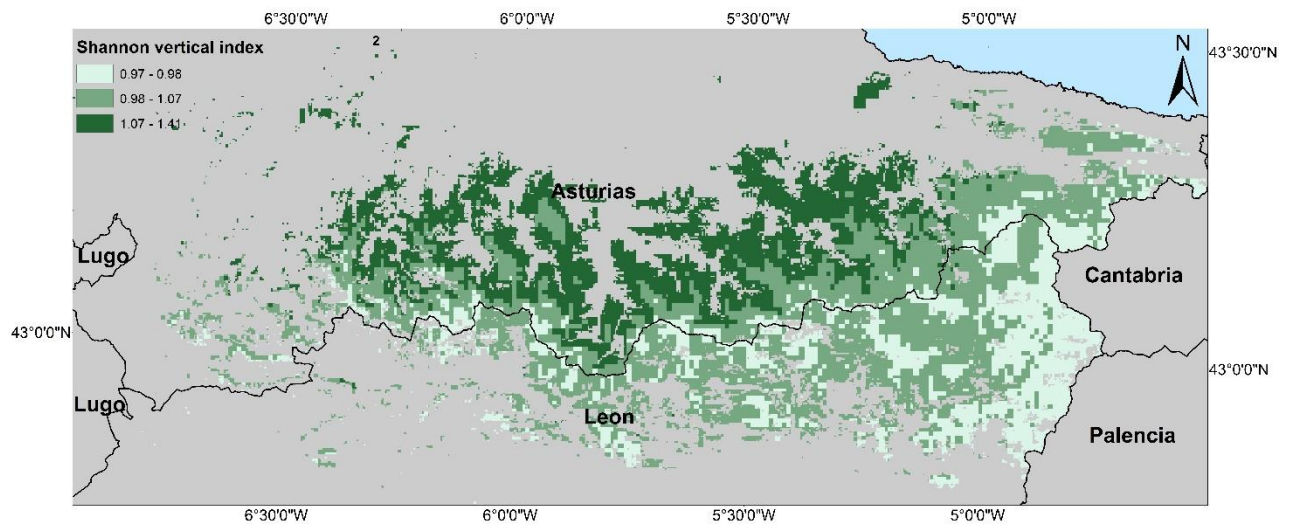 6°30'0"W 6°0'0"W 5°30'0"W 5°0'0"W
Shannon vertical index
2
N
43°30'0"N
0.97 - 0.98
0.98 - 1.07
1.07 - 1.41
Asturias
Lugo
Cantabria
43°0'0"N
43°0'0"N
Lugo
Leon
Palencia
6°30'0"W 6°0'0"W 5°30'0"W 5°0'0"W